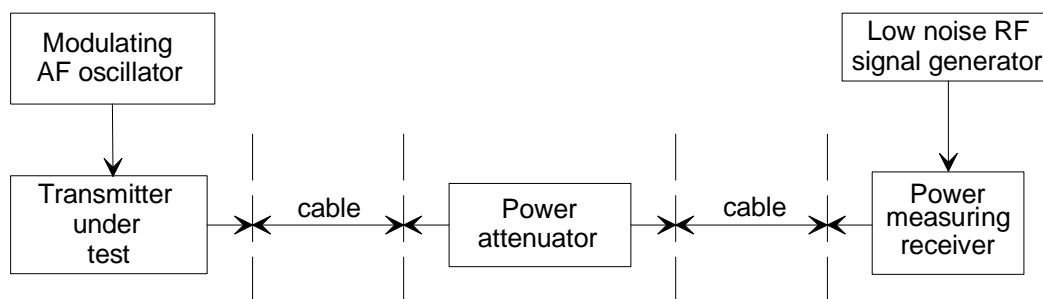 Modulating
AF oscillator
Low noise RF
signal generator
Transmitter
under
test
cable
Power
attenuator
cable
Power
measuring
receiver